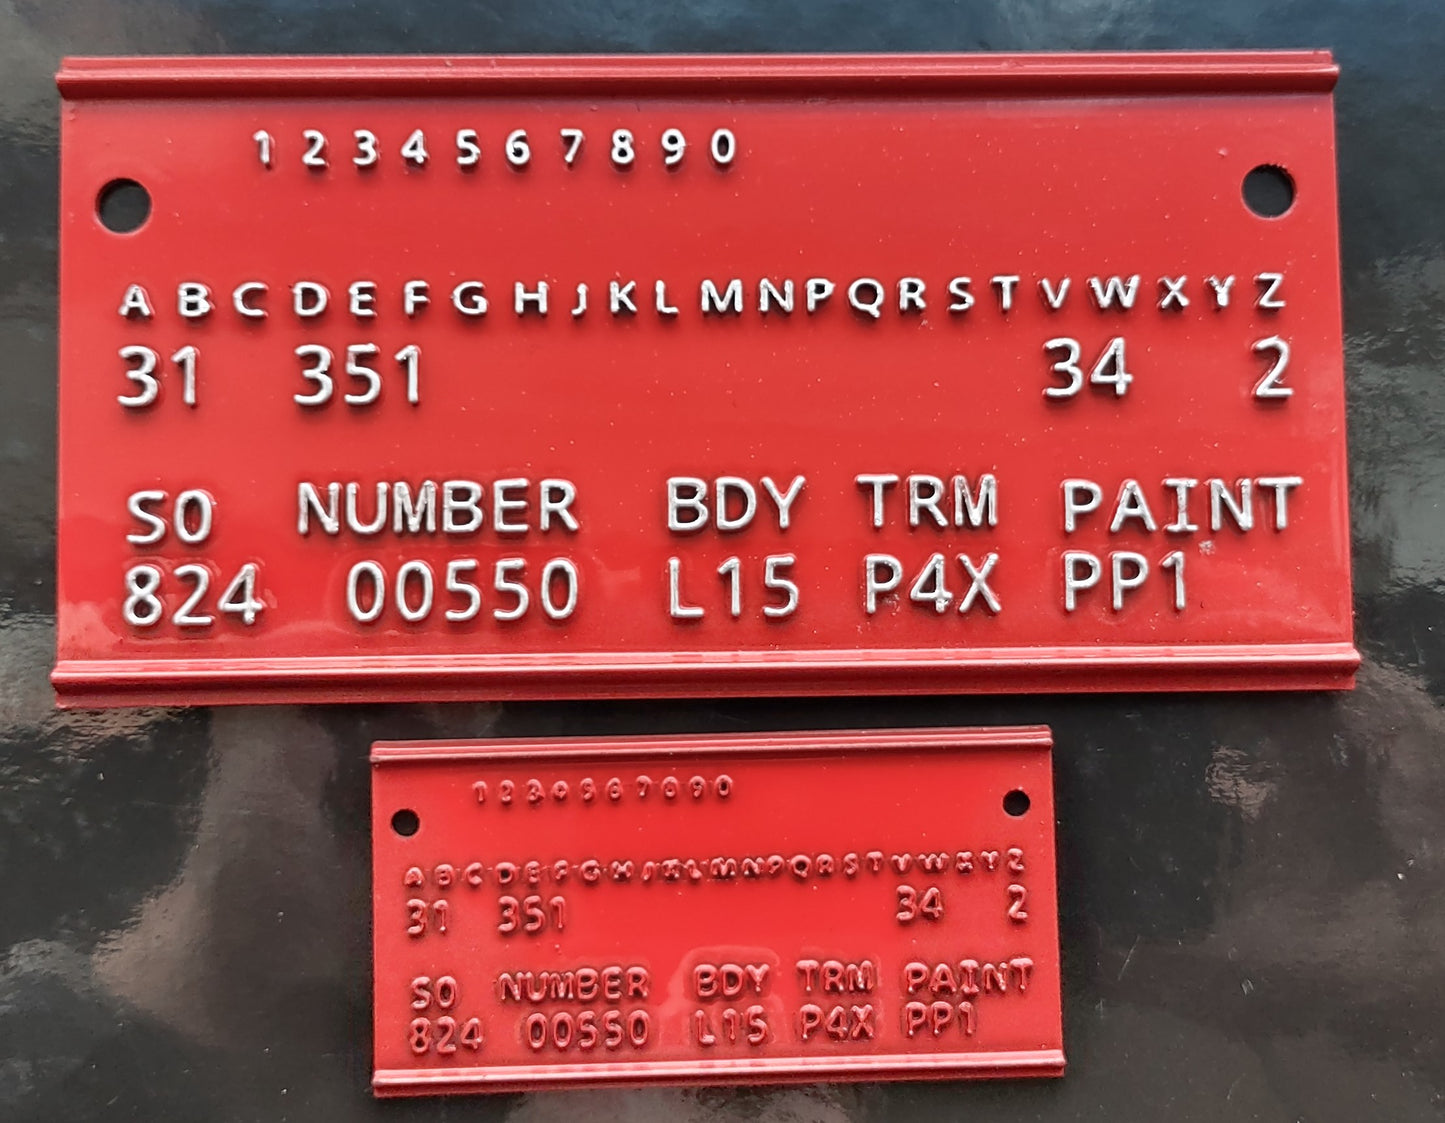 1 2 3 4 5 6 7 8 9 0
A B C D E F G H J K L M N P Q R S T V W X Y Z
31 351 34 2
SO NUMBER BDY TRM PAINT
824 00550 L15 P4X PP1
1 2 3 4 5 6 7 8 9 0
A B C D E F G H J K L M N P Q R S T V W X Y Z
31 351 34 2
SO NUMBER BDY TRM PAINT
824 00550 L15 P4X PP1